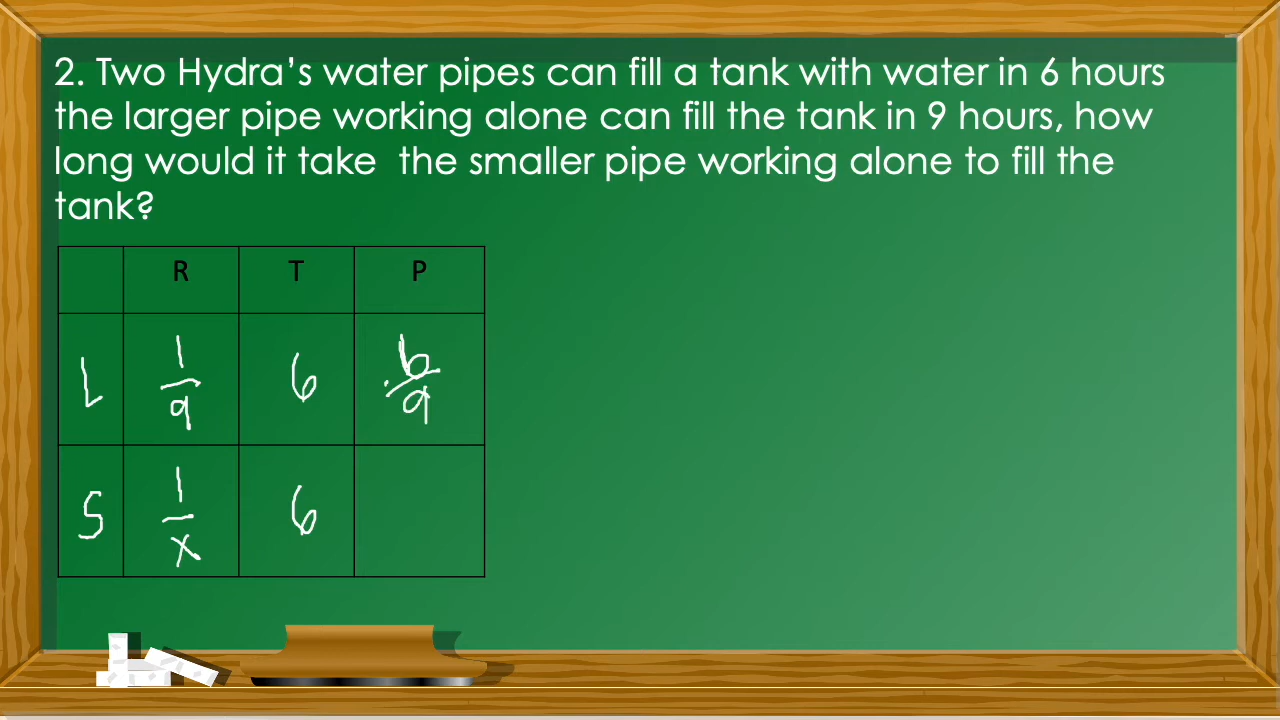 2. Two Hydra's water pipes can fill a tank with water in 6 hours
the larger pipe working alone can fill the tank in 9 hours, how
long would it take  the smaller pipe working alone to fill the
tank?
R T P
L 1/9 6 6/9
S 1/x 6